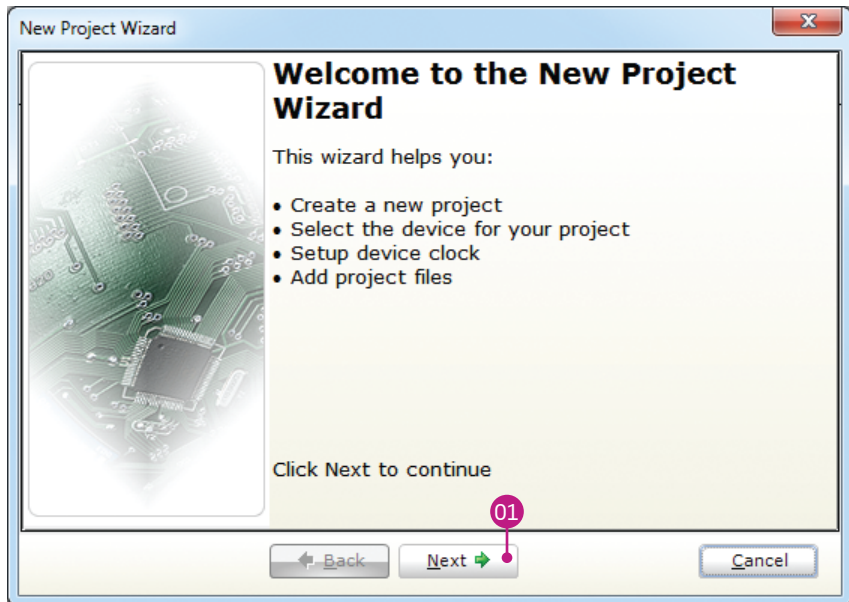 New Project Wizard
Welcome to the New Project
Wizard
This wizard helps you:
• Create a new project
• Select the device for your project
• Setup device clock
• Add project files
Click Next to continue
01
Back Next Cancel